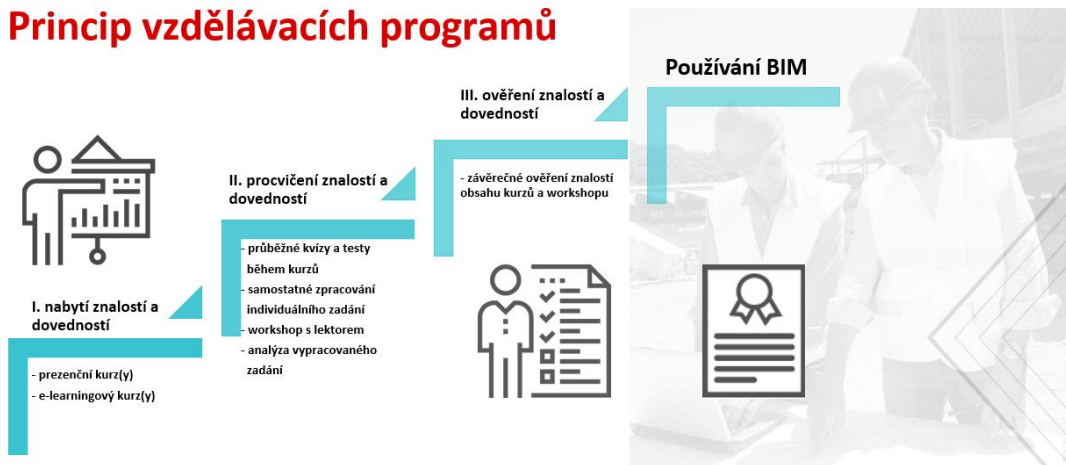 Princip vzdělávacích programů
I. nabytí znalostí a
dovedností
- prezenční kurz(y)
- e-learningový kurz(y)
II. procvičení znalostí a
dovedností
- průběžné kvízy a testy
během kurzů
- samostatné zpracování
individuálního zadání
- workshop s lektorem
- analýza vypracovaného
zadání
III. ověření znalostí a
dovedností
- závěrečné ověření znalostí
obsahu kurzů a workshopu
Používání BIM